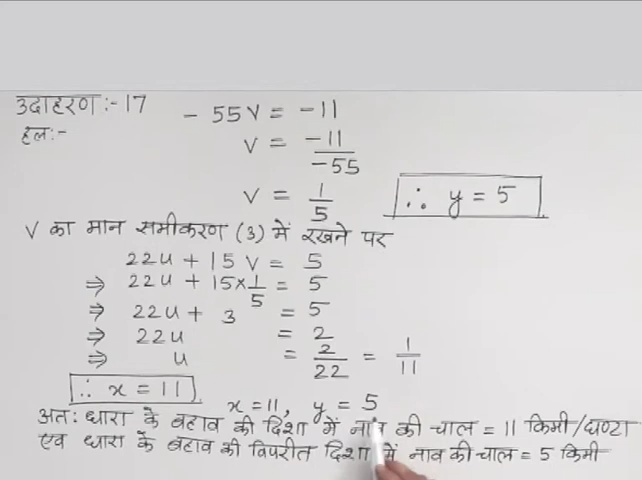 उदाहरण :- 17
हल:-
- 55V = -11
V = -11/-55
V = 1/5
∴ y = 5
V का मान समीकरण (3) में रखने पर
22u + 15 V = 5
⇒ 22u + 15×1/5 = 5
⇒ 22u + 3 = 5
⇒ 22u = 2
⇒ u = 2/22 = 1/11
∴ x = 11
x = 11, y = 5
अतः धारा के बहाव की दिशा में नाव की चाल = 11 किमी/घण्टा
एव धारा के बहाव की विपरीत दिशा में नाव की चाल = 5 किमी